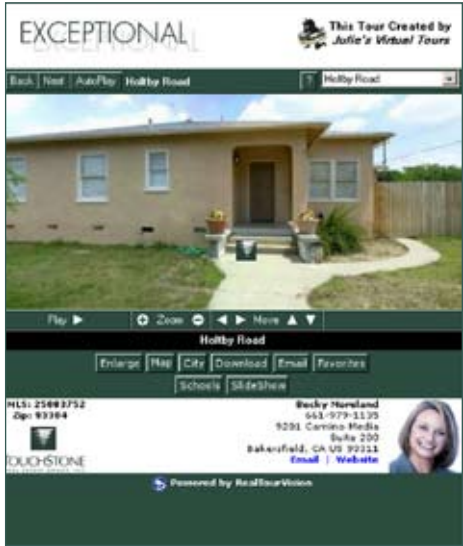 EXCEPTIONAL
This Tour Created by
Julie's Virtual Tours
Back Next AutoPlay Holtby Road
? Holtby Road
Play Zoom Move
Holtby Road
Enlarge Map City Download Email Favorites
Schools SlideShow
MLS: 25003752
Zip: 93304
TOUCHSTONE
Becky Moreland
661-979-1135
9201 Camino Media
Suite 200
Bakersfield, CA US 93311
Email | Website
Powered by RealTourVision